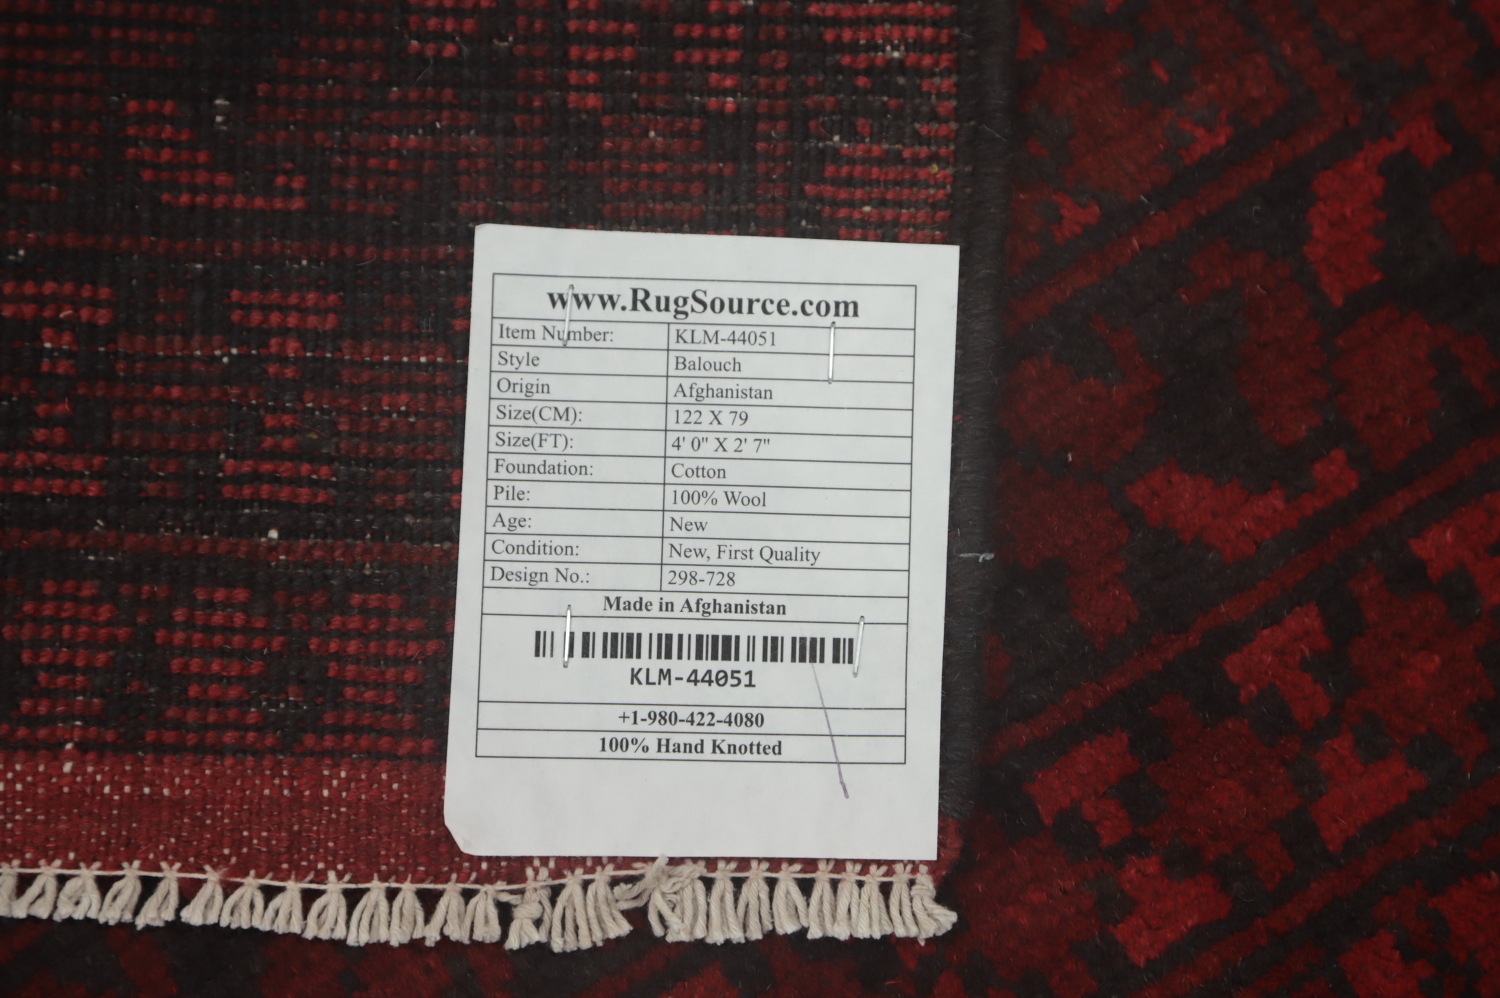 www.RugSource.com
Item Number: KLM-44051
Style Balouch
Origin Afghanistan
Size(CM): 122 X 79
Size(FT): 4' 0" X 2' 7"
Foundation: Cotton
Pile: 100% Wool
Age: New
Condition: New, First Quality
Design No.: 298-728
Made in Afghanistan
KLM-44051
+1-980-422-4080
100% Hand Knotted